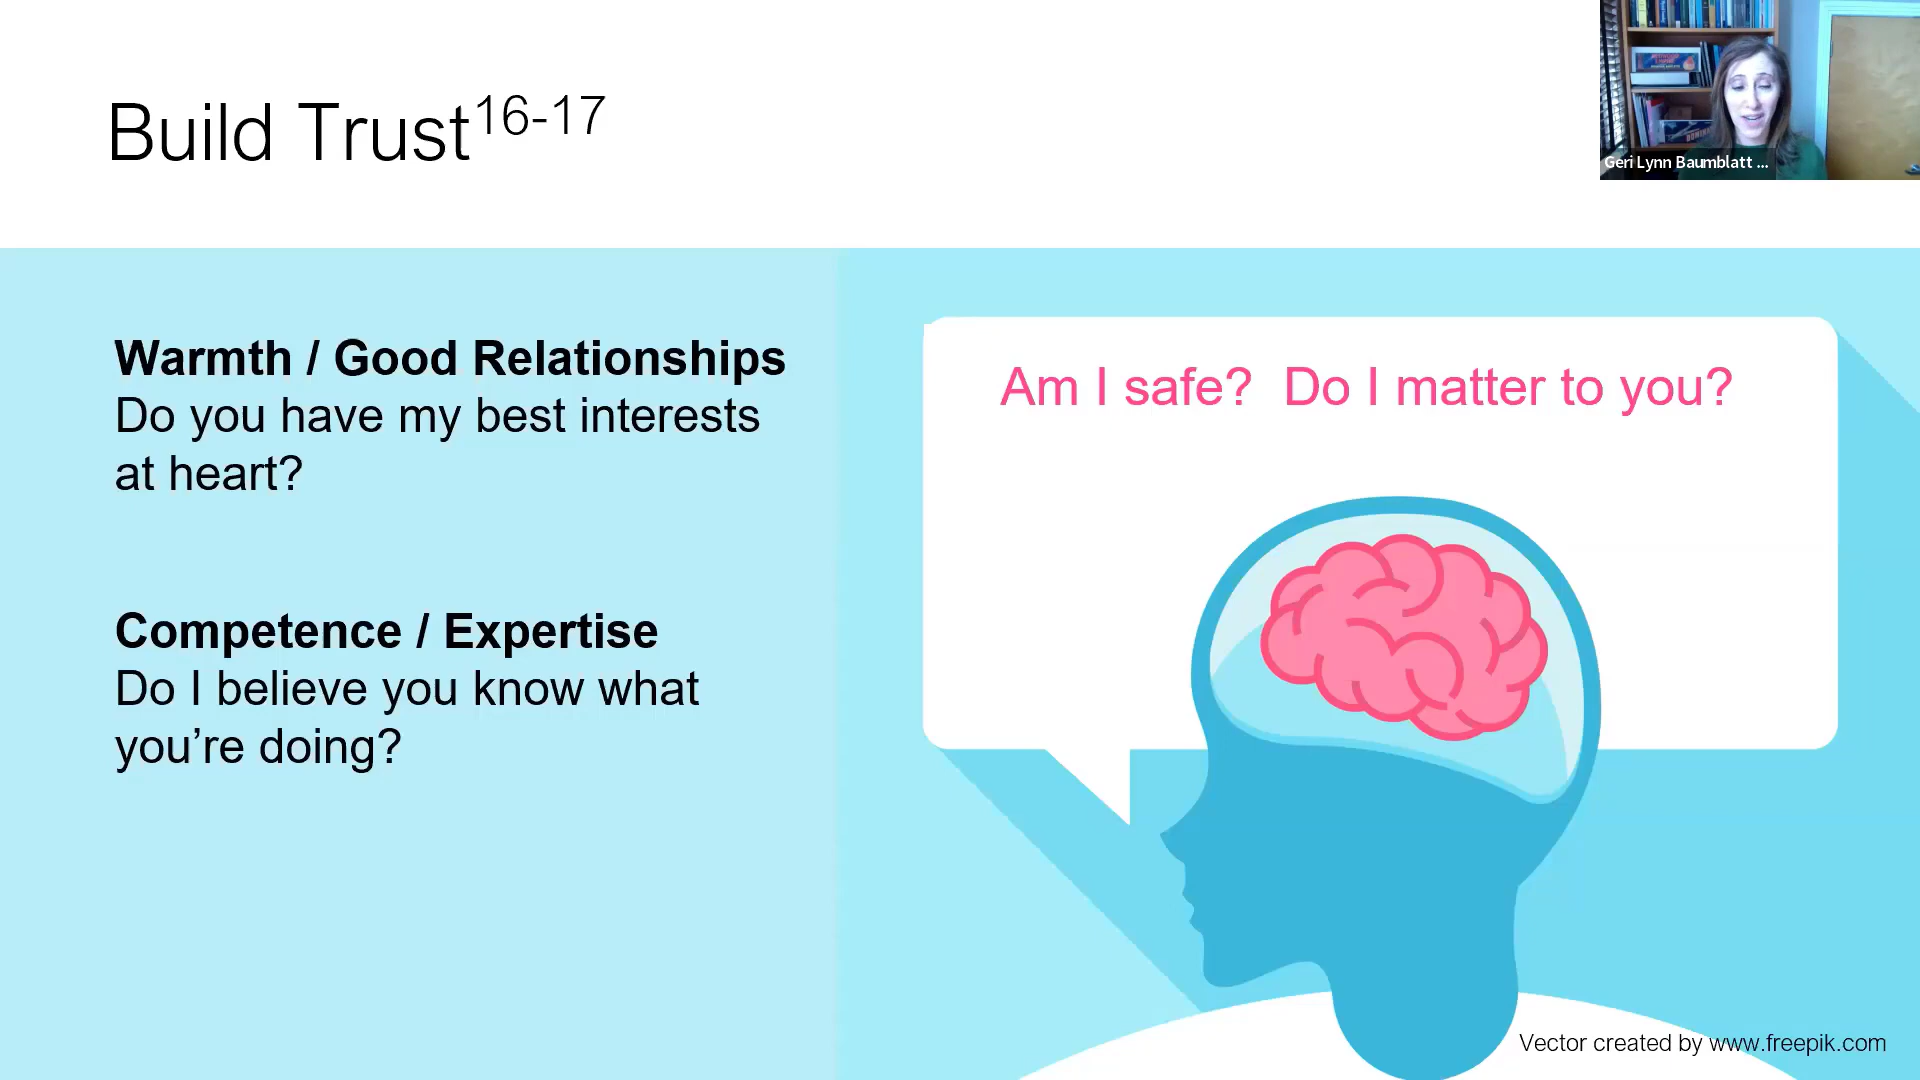 Build Trust16-17
Geri Lynn Baumblatt ...
Warmth / Good Relationships
Do you have my best interests
at heart?
Competence / Expertise
Do I believe you know what
you’re doing?
Am I safe?  Do I matter to you?
Vector created by www.freepik.com